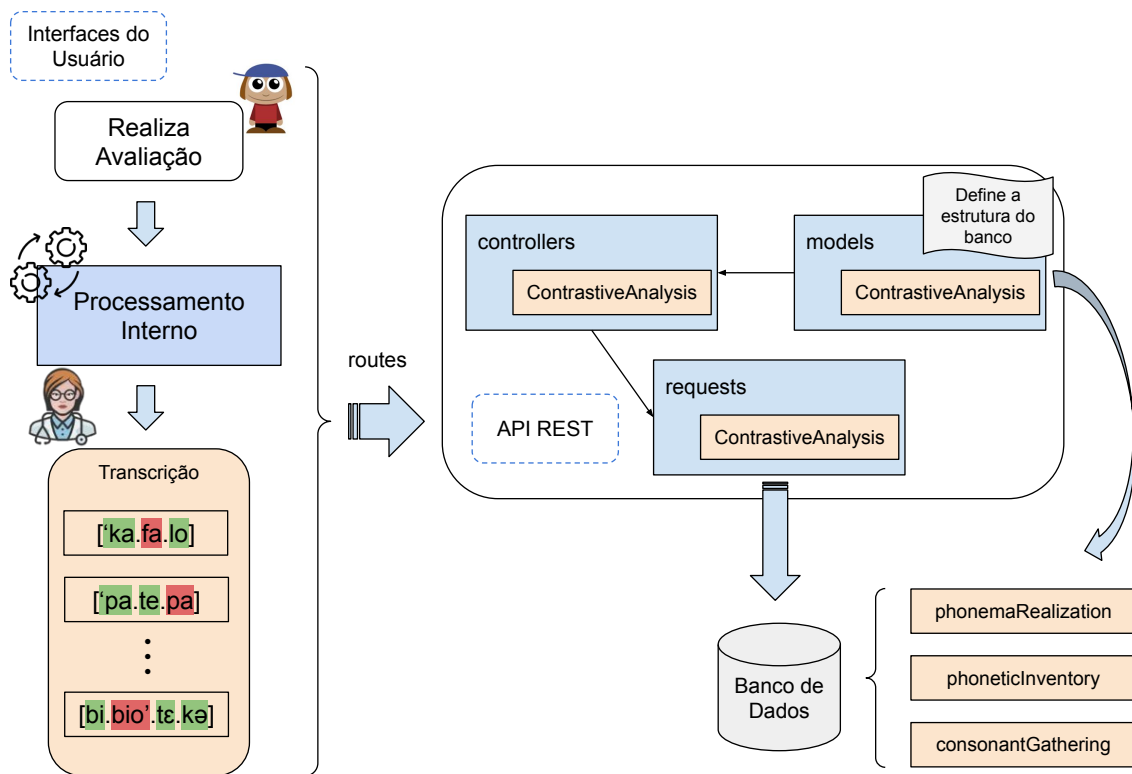 Interfaces do
Usuário
Realiza
Avaliação
Processamento
Interno
Transcrição
[‘ka.fa.lo]
[‘pa.te.pa]
[bi.bio’.tɛ.kə]
routes
Define a
estrutura do
banco
controllers
ContrastiveAnalysis
models
ContrastiveAnalysis
requests
ContrastiveAnalysis
API REST
Banco de
Dados
phonemaRealization
phoneticInventory
consonantGathering